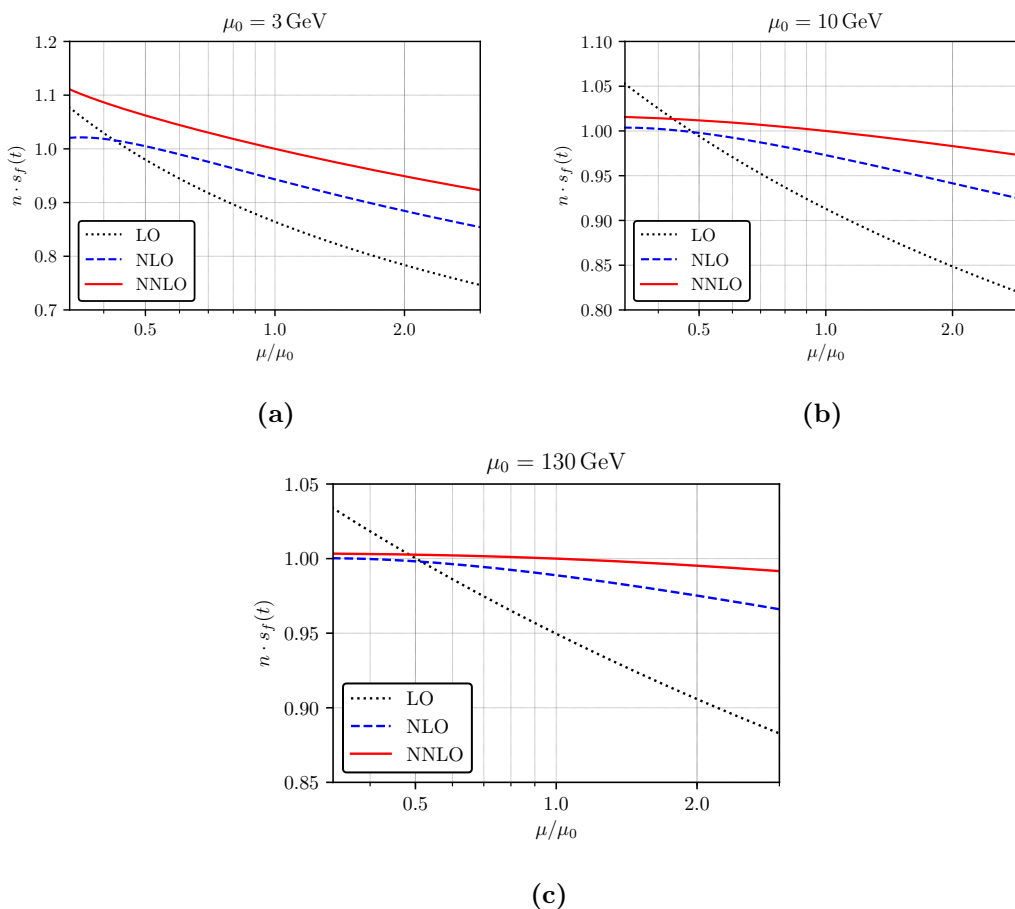 μ₀ = 3 GeV
1.2
1.1
1.0
0.9
0.8
0.7
n · s_f(t)
LO
NLO
NNLO
0.5 1.0 2.0
μ/μ₀
(a)
μ₀ = 10 GeV
1.10
1.05
1.00
0.95
0.90
0.85
0.80
n · s_f(t)
LO
NLO
NNLO
0.5 1.0 2.0
μ/μ₀
(b)
μ₀ = 130 GeV
1.05
1.00
0.95
0.90
0.85
n · s_f(t)
LO
NLO
NNLO
0.5 1.0 2.0
μ/μ₀
(c)